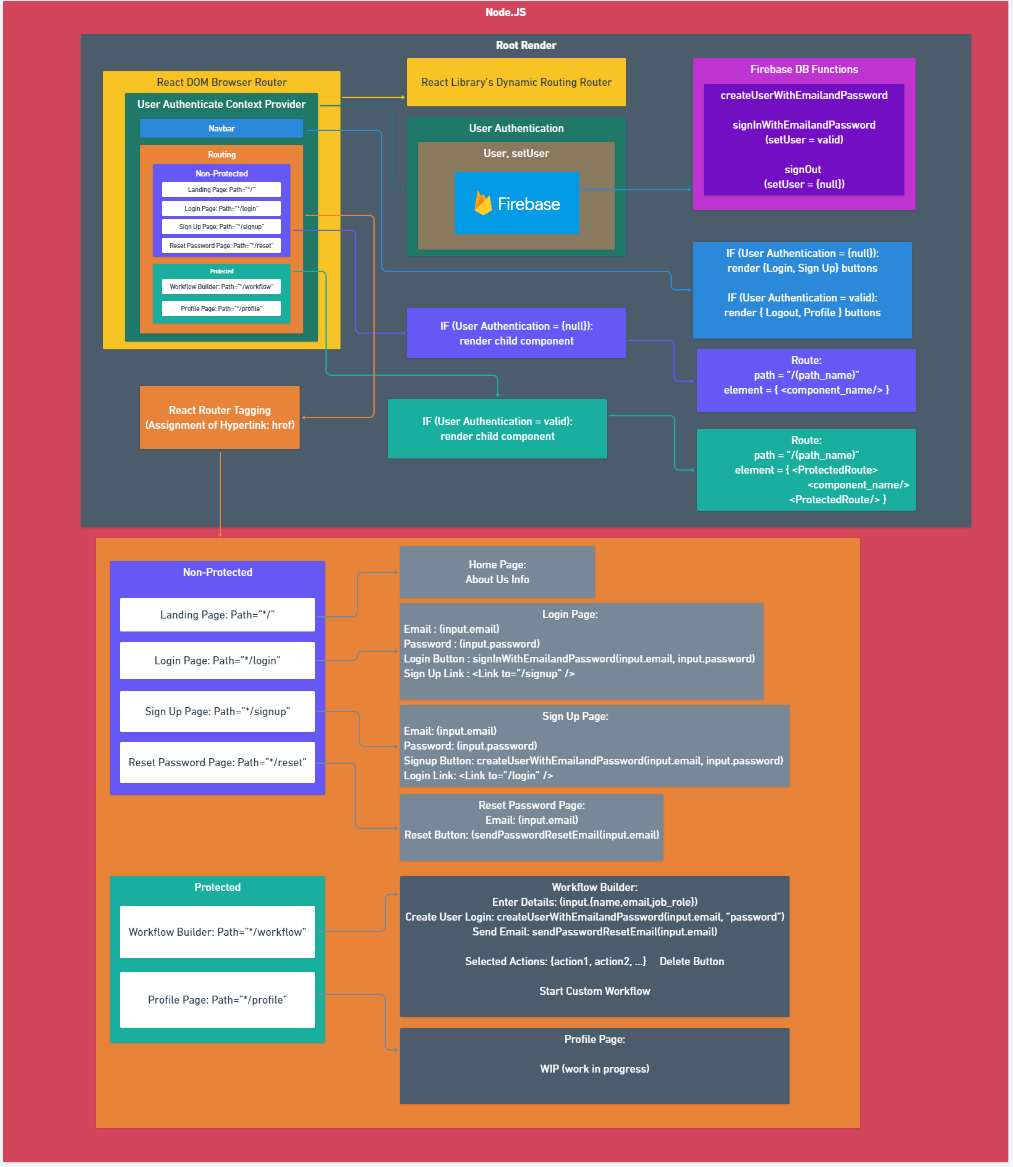 Node.JS
Root Render
React DOM Browser Router
User Authenticate Context Provider
Navbar
Routing
Non-Protected
Landing Page: Path="*/"
Login Page: Path="*/login"
Sign Up Page: Path="*/signup"
Reset Password Page: Path="*/reset"
Protected
Workflow Builder: Path="*/workflow"
Profile Page: Path="*/profile"
React Library's Dynamic Routing Router
User Authentication
User, setUser
Firebase
Firebase DB Functions
createUserWithEmailandPassword
signInWithEmailandPassword
(setUser = valid)
signOut
(setUser = {null})
IF (User Authentication = {null}):
render {Login, Sign Up} buttons
IF (User Authentication = valid):
render { Logout, Profile } buttons
IF (User Authentication = {null}):
render child component
Route:
path = "/(path_name)"
element = { <component_name/> }
React Router Tagging
(Assignment of Hyperlink: href)
IF (User Authentication = valid):
render child component
Route:
path = "/(path_name)"
element = { <ProtectedRoute>
<component_name/>
<ProtectedRoute/> }
Non-Protected
Landing Page: Path="*/"
Login Page: Path="*/login"
Sign Up Page: Path="*/signup"
Reset Password Page: Path="*/reset"
Home Page:
About Us Info
Login Page:
Email : (input.email)
Password : (input.password)
Login Button : signInWithEmailandPassword(input.email, input.password)
Sign Up Link : <Link to="/signup" />
Sign Up Page:
Email: (input.email)
Password: (input.password)
Signup Button: createUserWithEmailandPassword(input.email, input.password)
Login Link: <Link to="/login" />
Reset Password Page:
Email: (input.email)
Reset Button: (sendPasswordResetEmail(input.email)
Protected
Workflow Builder: Path="*/workflow"
Profile Page: Path="*/profile"
Workflow Builder:
Enter Details: (input.{name,email,job_role})
Create User Login: createUserWithEmailandPassword(input.email, "password")
Send Email: sendPasswordResetEmail(input.email)
Selected Actions: {action1, action2, ...} Delete Button
Start Custom Workflow
Profile Page:
WIP (work in progress)